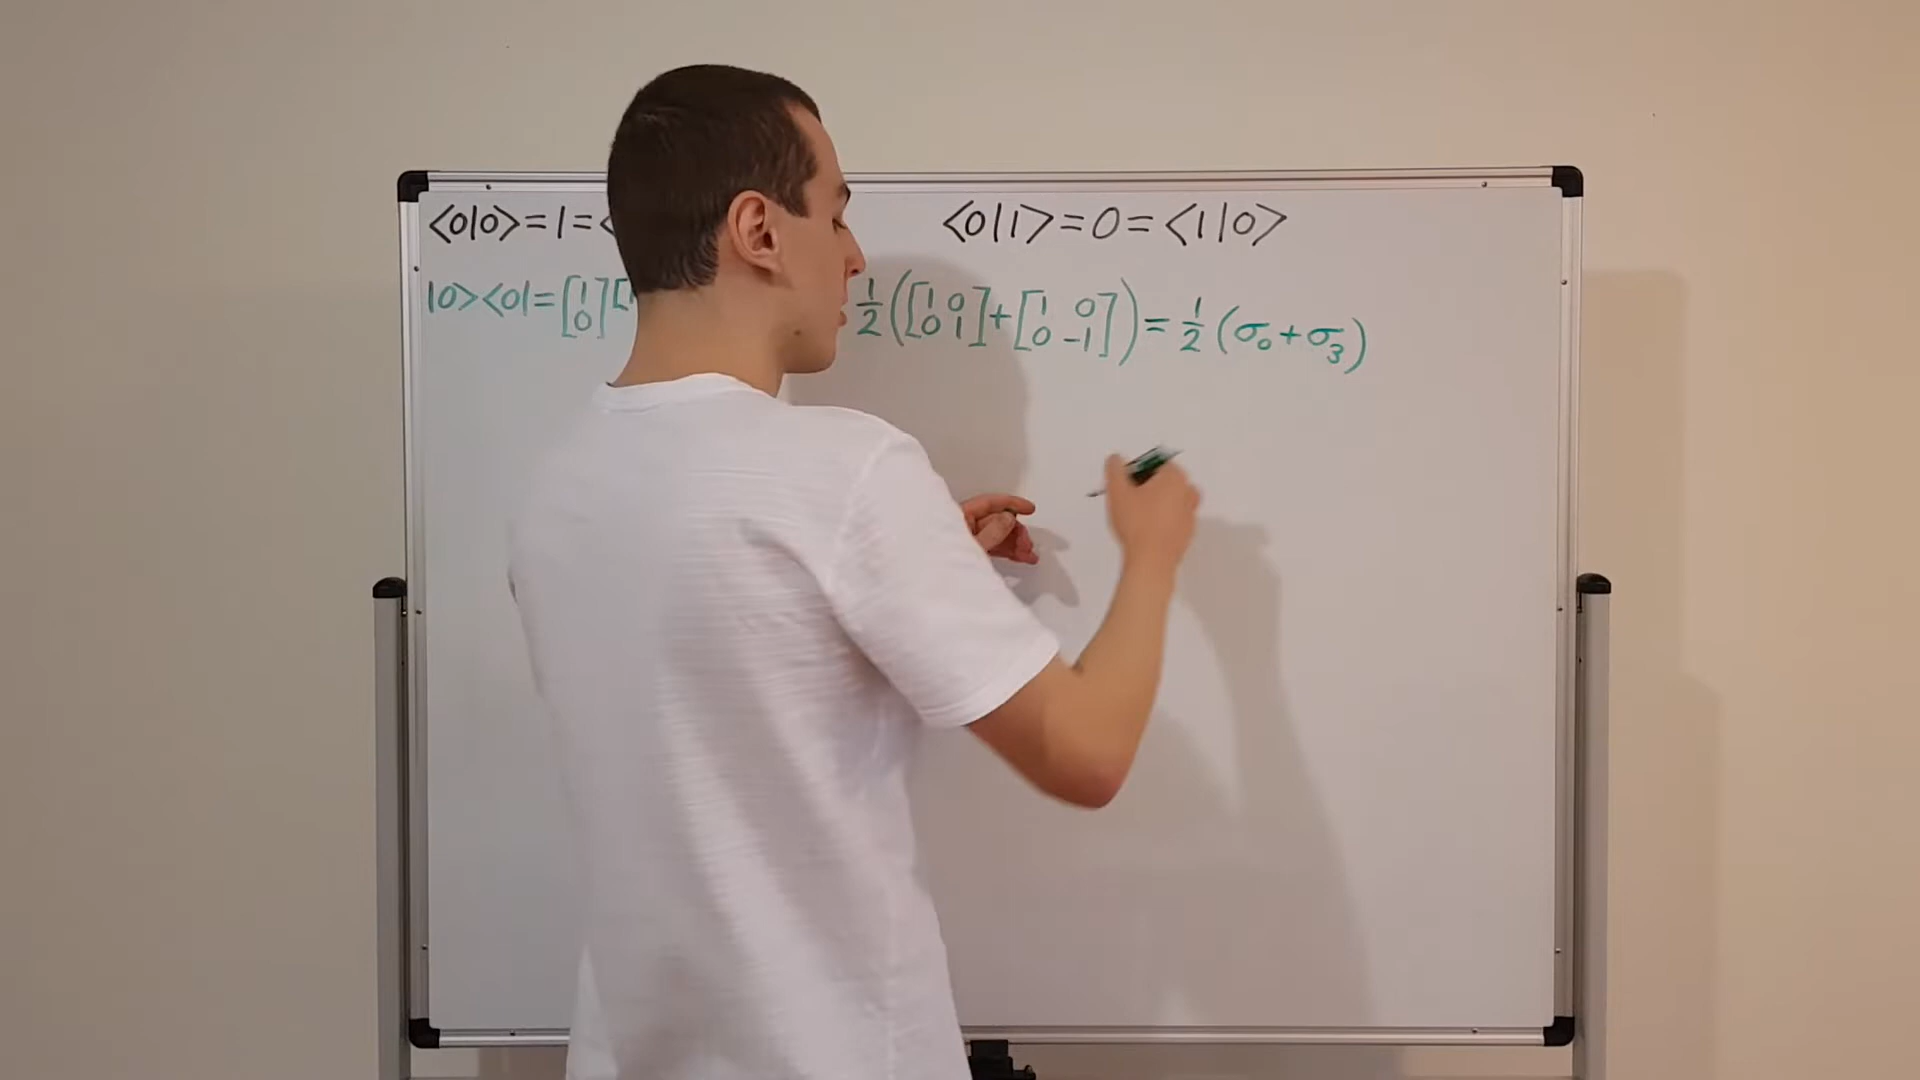 ⟨0|0⟩=1=⟨ ⟨0|1⟩=0=⟨1|0⟩
|0⟩⟨0|=[1 0][1 1/2([1 0 0 1]+[1 0 0 -1])=1/2(σ₀+σ₃)